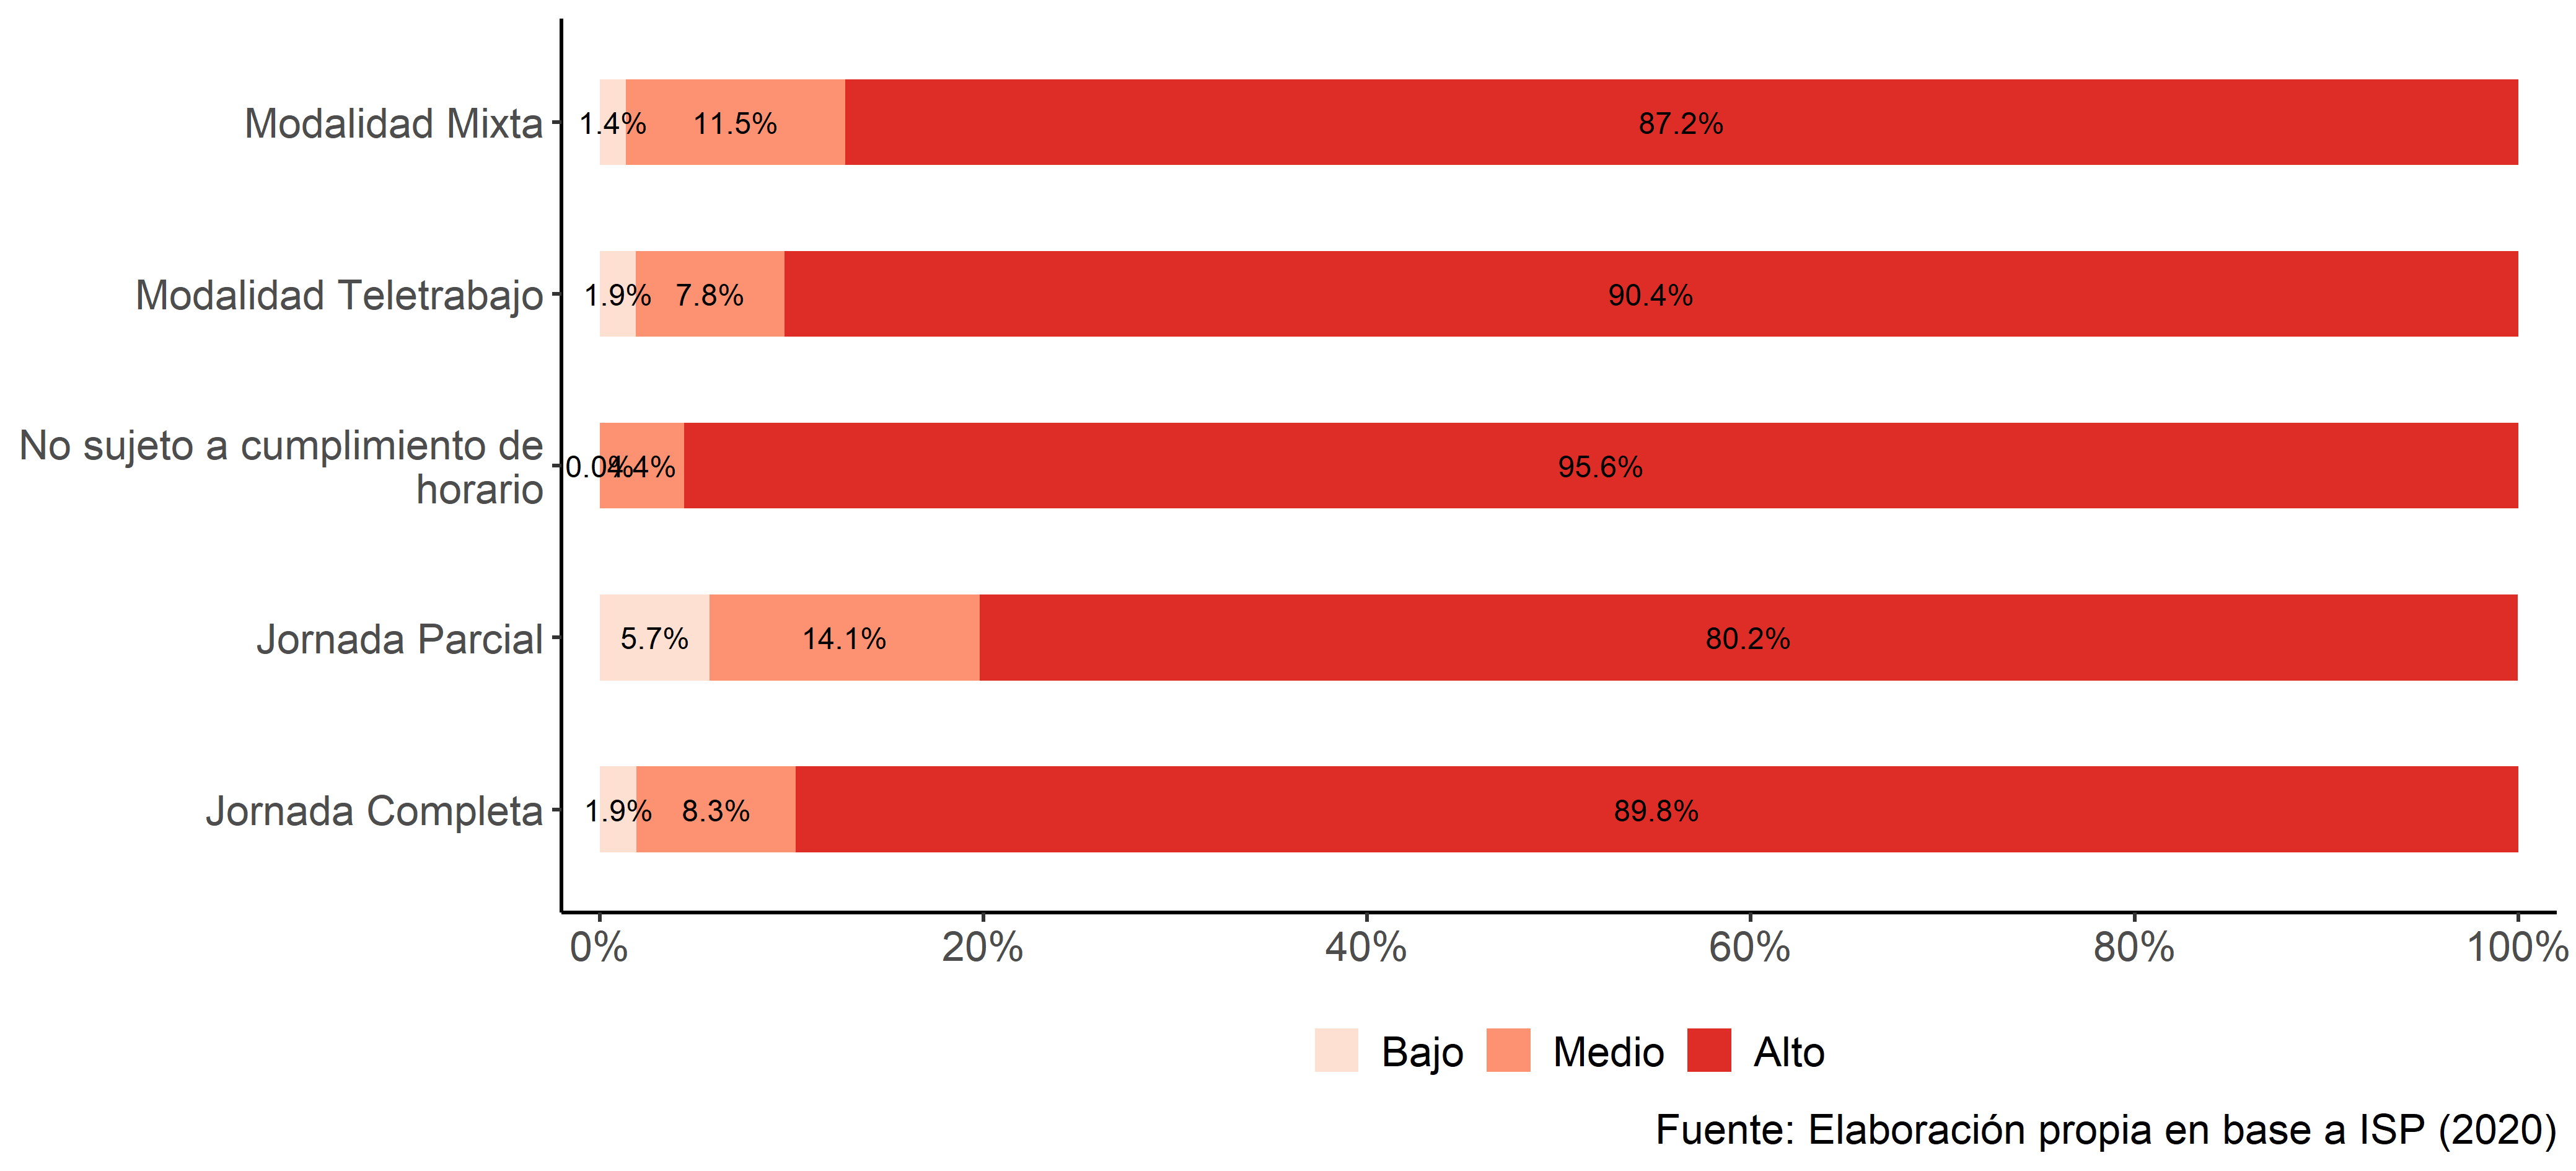 Modalidad Mixta
1.4% 11.5% 87.2%
Modalidad Teletrabajo
1.9% 7.8% 90.4%
No sujeto a cumplimiento de
horario
0.0% 4.4% 95.6%
Jornada Parcial
5.7% 14.1% 80.2%
Jornada Completa
1.9% 8.3% 89.8%
0% 20% 40% 60% 80% 100%
Bajo Medio Alto
Fuente: Elaboración propia en base a ISP (2020)